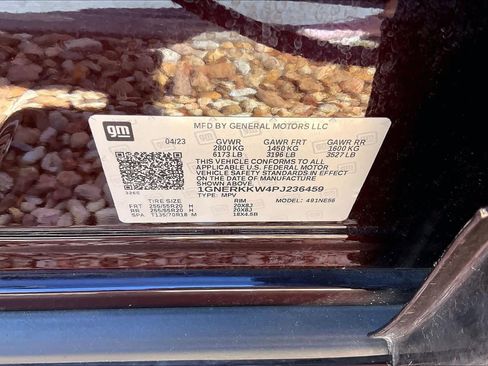 gm
MFD BY GENERAL MOTORS LLC
04/23 GVWR GAWR FRT GAWR RR
2800 KG 1450 KG 1600 KG
6173 LB 3196 LB 3527 LB
THIS VEHICLE CONFORMS TO ALL
APPLICABLE U.S. FEDERAL MOTOR
VEHICLE SAFETY STANDARDS IN EFFECT ON
THE DATE OF MANUFACTURE SHOWN ABOVE
1GNERKKW4PJ236459
TYPE: MPV MODEL:
TIRE SIZE RIM
FRT 255/55R20 H 20X8J
RR 255/55R20 H 20X8J
SPA T135/70R18 M 18X4.5B